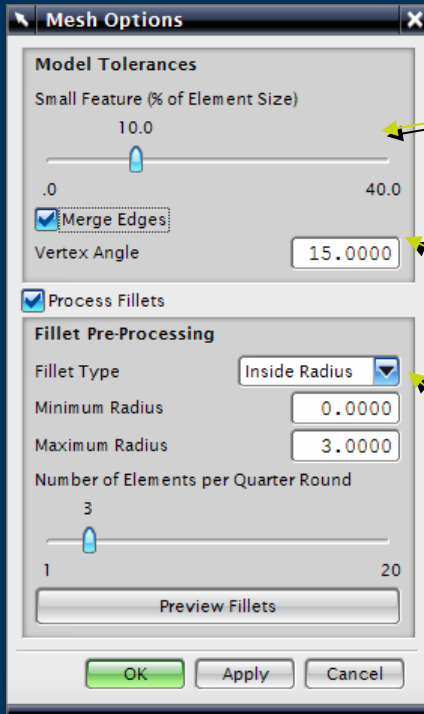 Mesh Options
Model Tolerances
Small Feature (% of Element Size)
10.0
.0 40.0
Merge Edges
Vertex Angle 15.0000
Process Fillets
Fillet Pre-Processing
Fillet Type Inside Radius
Minimum Radius 0.0000
Maximum Radius 3.0000
Number of Elements per Quarter Round
3
1 20
Preview Fillets
OK Apply Cancel